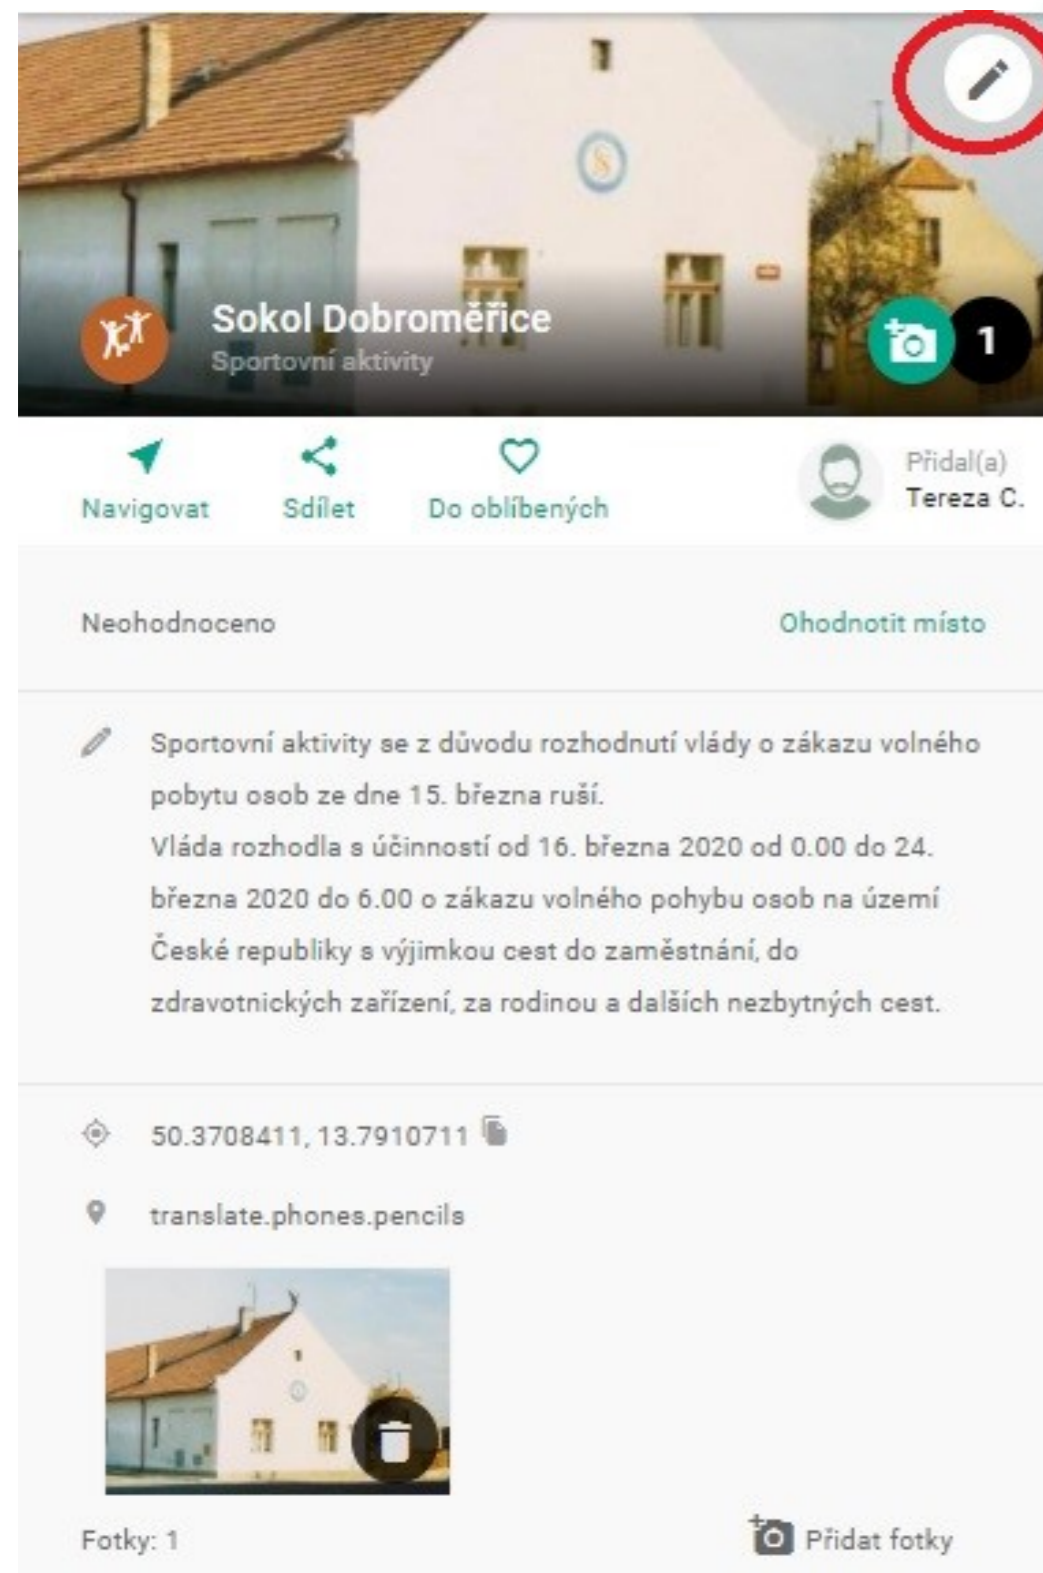 Sokol Dobroměřice
Sportovní aktivity
1
Navigovat
Sdílet
Do oblíbených
Přidal(a)
Tereza C.
Neohodnoceno
Ohodnotit místo
Sportovní aktivity se z důvodu rozhodnutí vlády o zákazu volného
pobytu osob ze dne 15. března ruší.
Vláda rozhodla s účinností od 16. března 2020 od 0.00 do 24.
března 2020 do 6.00 o zákazu volného pohybu osob na území
České republiky s výjimkou cest do zaměstnání, do
zdravotnických zařízení, za rodinou a dalších nezbytných cest.
50.3708411, 13.7910711
translate.phones.pencils
Fotky: 1
Přidat fotky